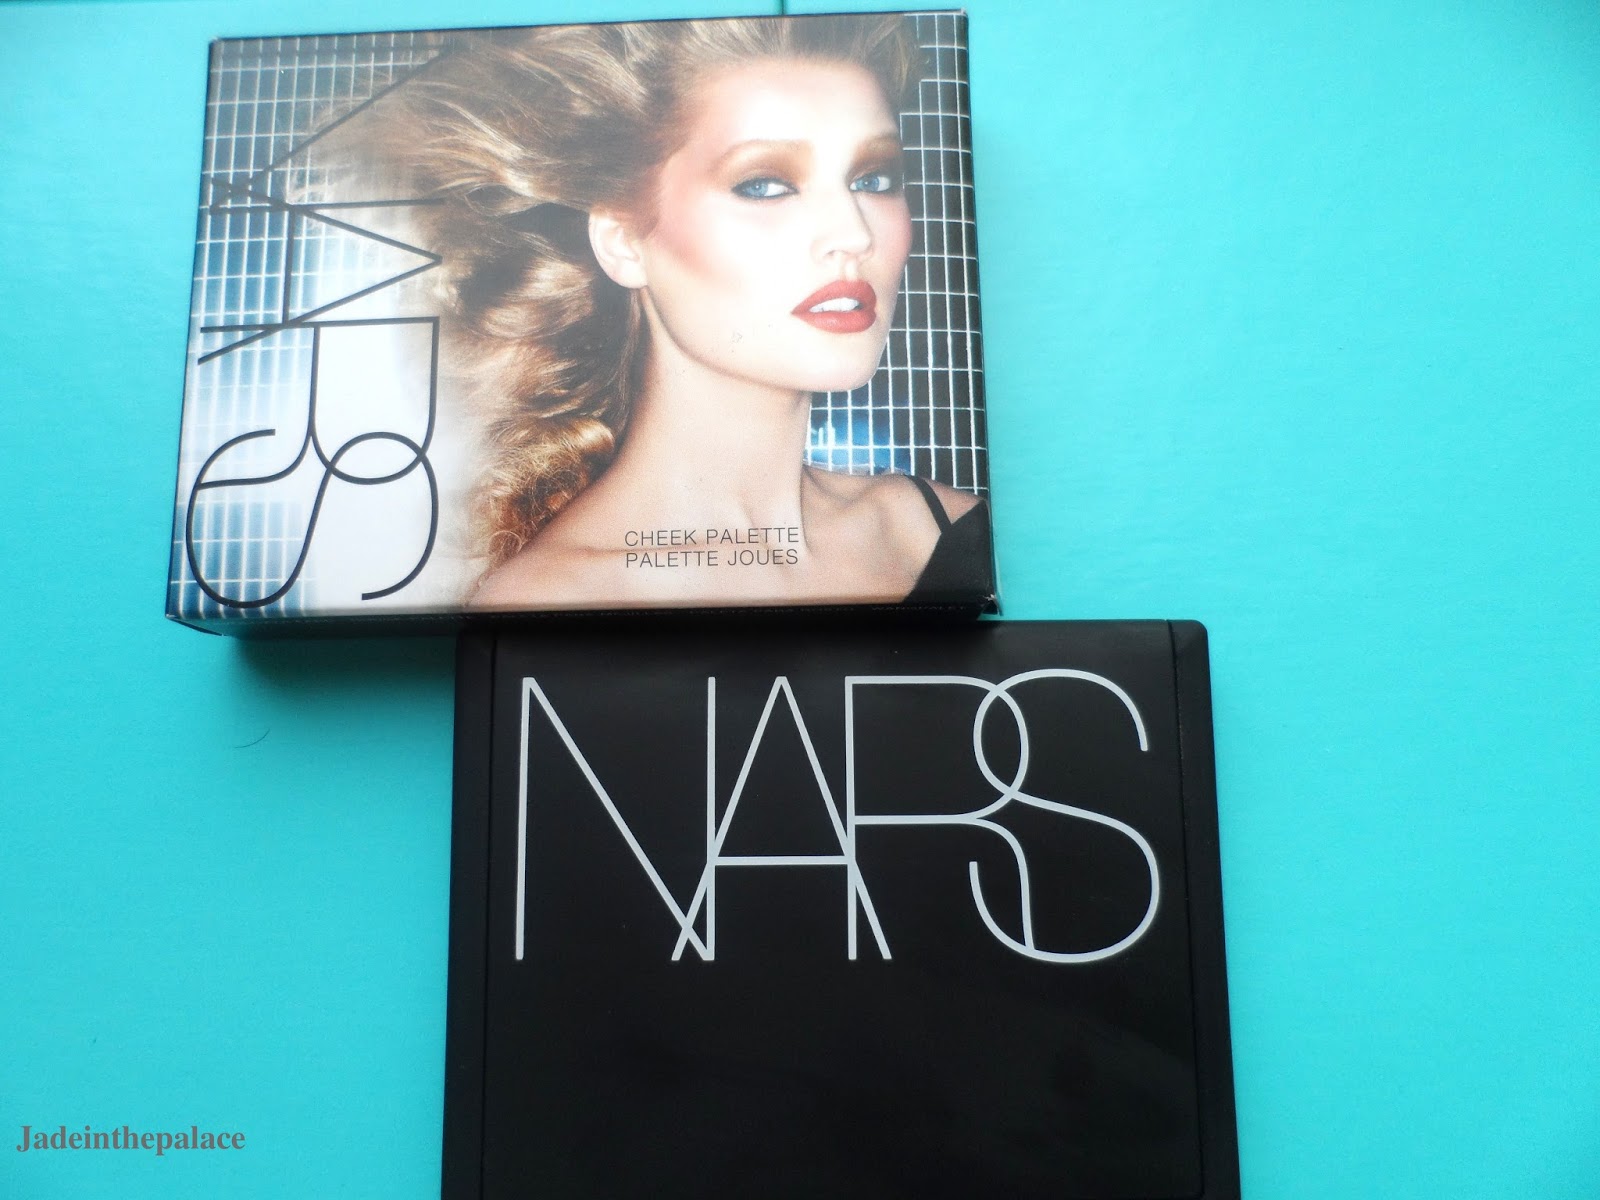 NARS
CHEEK PALETTE
PALETTE JOUES
NARS
Jadeinthepalace